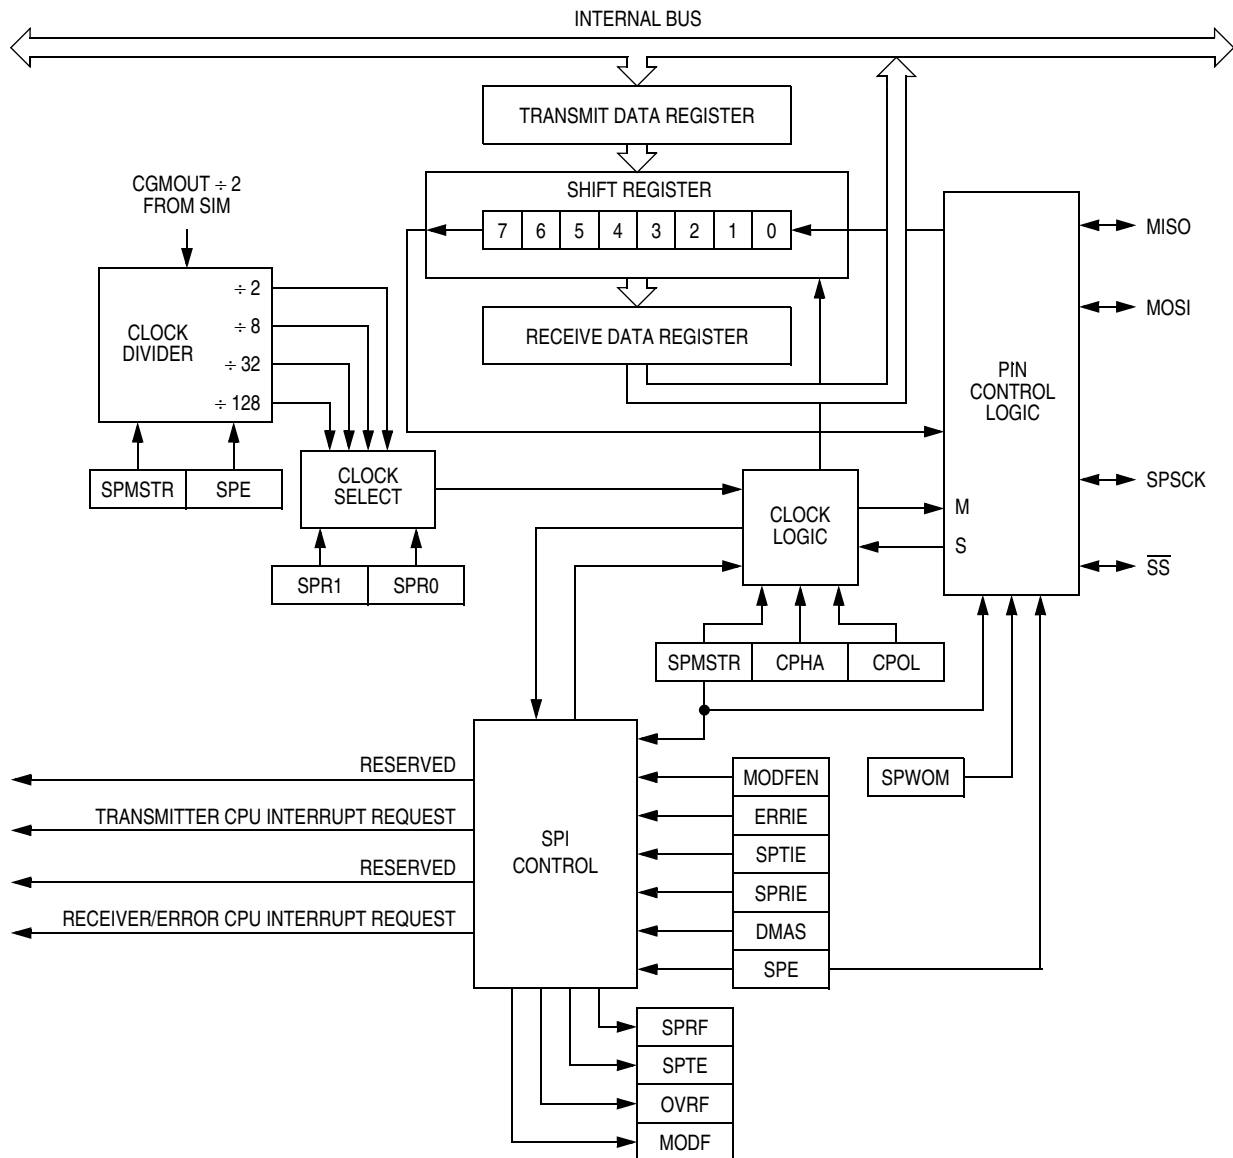 INTERNAL BUS
TRANSMIT DATA REGISTER
SHIFT REGISTER
7 6 5 4 3 2 1 0
RECEIVE DATA REGISTER
CGMOUT ÷ 2
FROM SIM
CLOCK
DIVIDER
÷ 2
÷ 8
÷ 32
÷ 128
SPMSTR SPE
CLOCK
SELECT
SPR1 SPR0
CLOCK
LOGIC
PIN
CONTROL
LOGIC
M
S
MISO
MOSI
SPSCK
S̅S̅
SPMSTR CPHA CPOL
SPWOM
RESERVED
TRANSMITTER CPU INTERRUPT REQUEST
RESERVED
RECEIVER/ERROR CPU INTERRUPT REQUEST
SPI
CONTROL
MODFEN
ERRIE
SPTIE
SPRIE
DMAS
SPE
SPRF
SPTE
OVRF
MODF